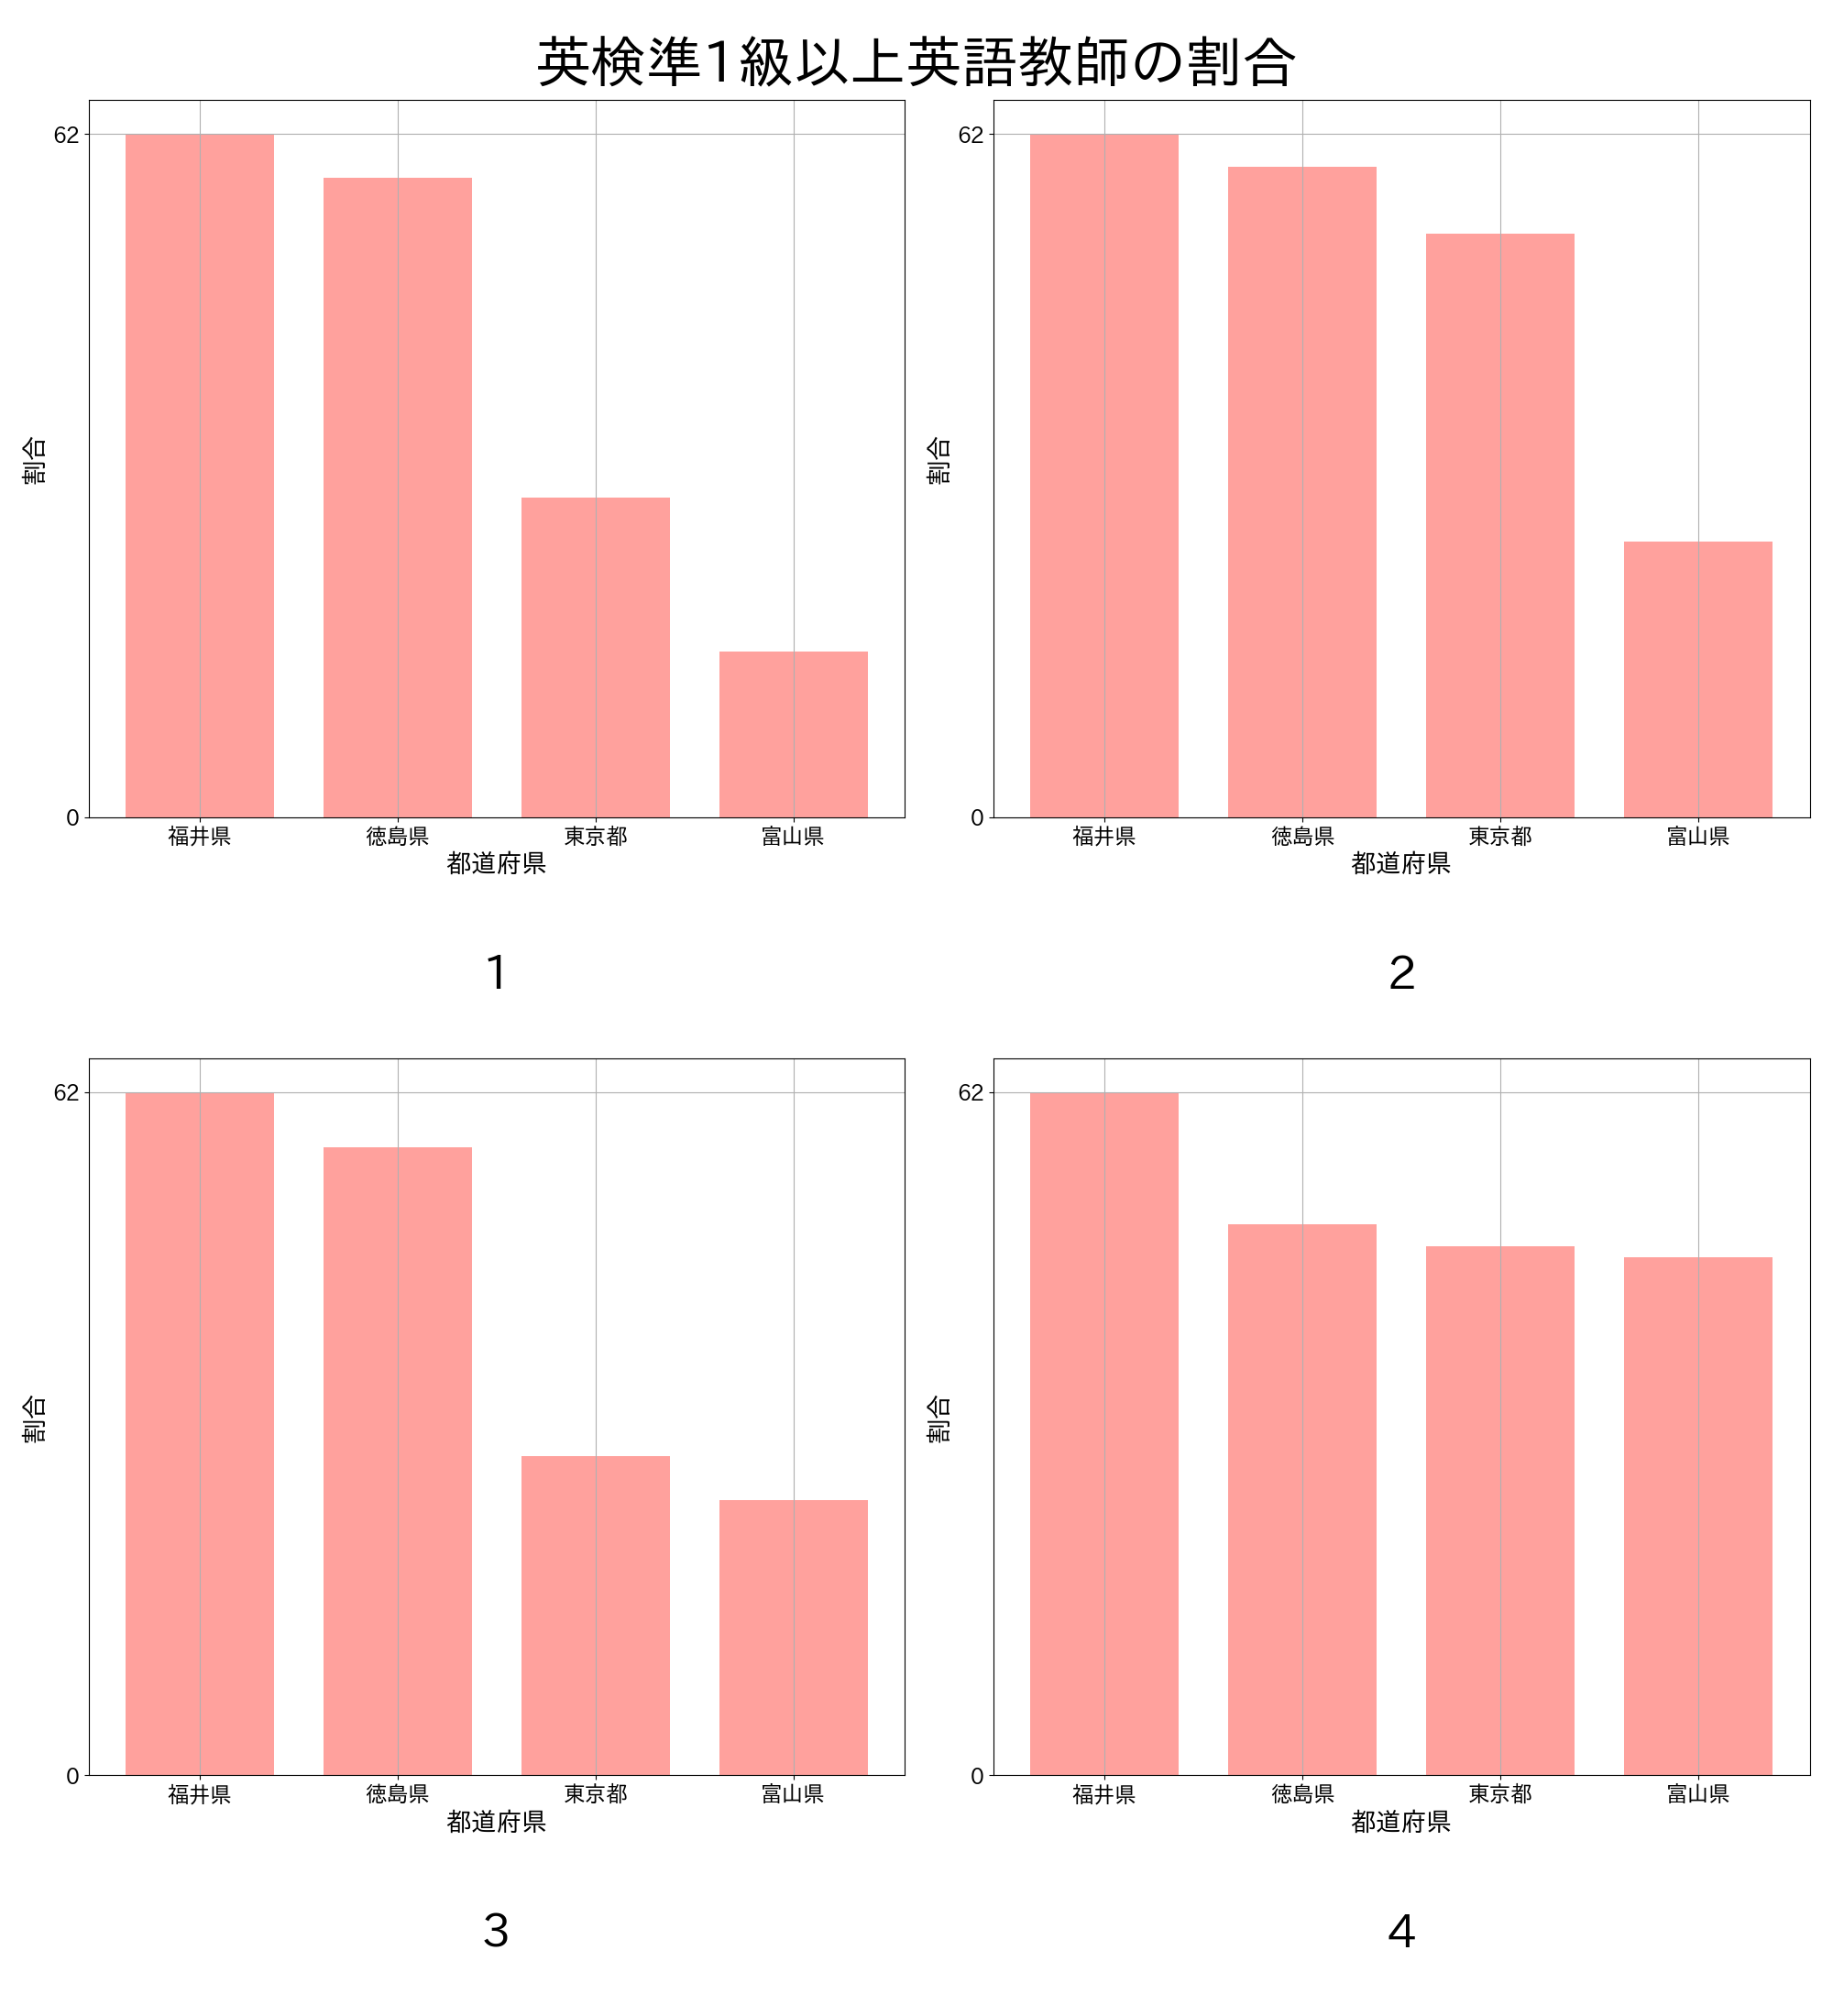 英検準1級以上英語教師の割合
62
0
割合
福井県 徳島県 東京都 富山県
都道府県
1
62
0
割合
福井県 徳島県 東京都 富山県
都道府県
2
62
0
割合
福井県 徳島県 東京都 富山県
都道府県
3
62
0
割合
福井県 徳島県 東京都 富山県
都道府県
4